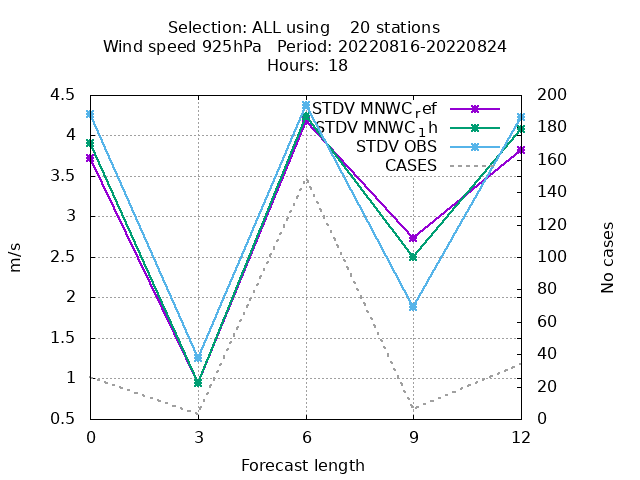 Selection: ALL using    20 stations
Wind speed 925hPa   Period: 20220816-20220824
Hours:  18
STDV MNWC_ref
STDV MNWC_1h
STDV OBS
CASES
4.5
4
3.5
3
2.5
2
1.5
1
0.5
m/s
200
180
160
140
120
100
80
60
40
20
0
No cases
0 3 6 9 12
Forecast length